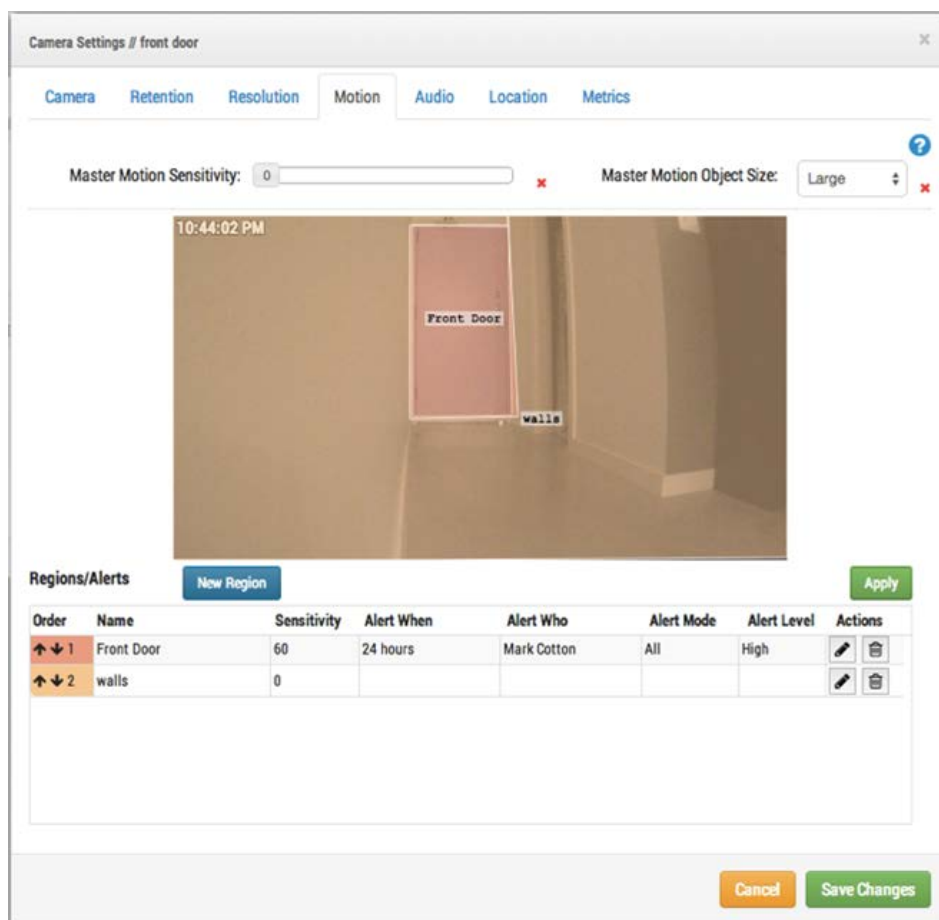 Camera Settings // front door ×
Camera Retention Resolution Motion Audio Location Metrics
?
Master Motion Sensitivity: 0 Master Motion Object Size: Large
10:44:02 PM
Front Door
walls
Regions/Alerts New Region Apply
Order Name Sensitivity Alert When Alert Who Alert Mode Alert Level Actions
1 Front Door 60 24 hours Mark Cotton All High
2 walls 0
Cancel Save Changes